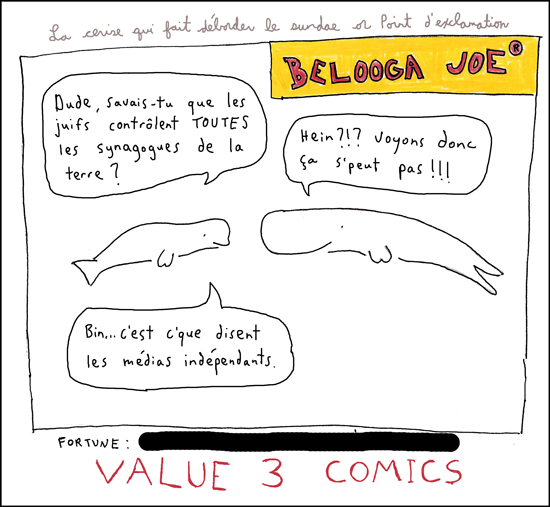 La cerise qui fait déborder le sundae or Point d'exclamation
BELOOGA JOE®
Dude, savais-tu que les
juifs contrôlent TOUTES
les synagogues de la
terre?
Hein?!? Voyons donc
ça s'peut pas!!!
Bin...c'est c'que disent
les médias indépendants.
FORTUNE:
VALUE 3 COMICS